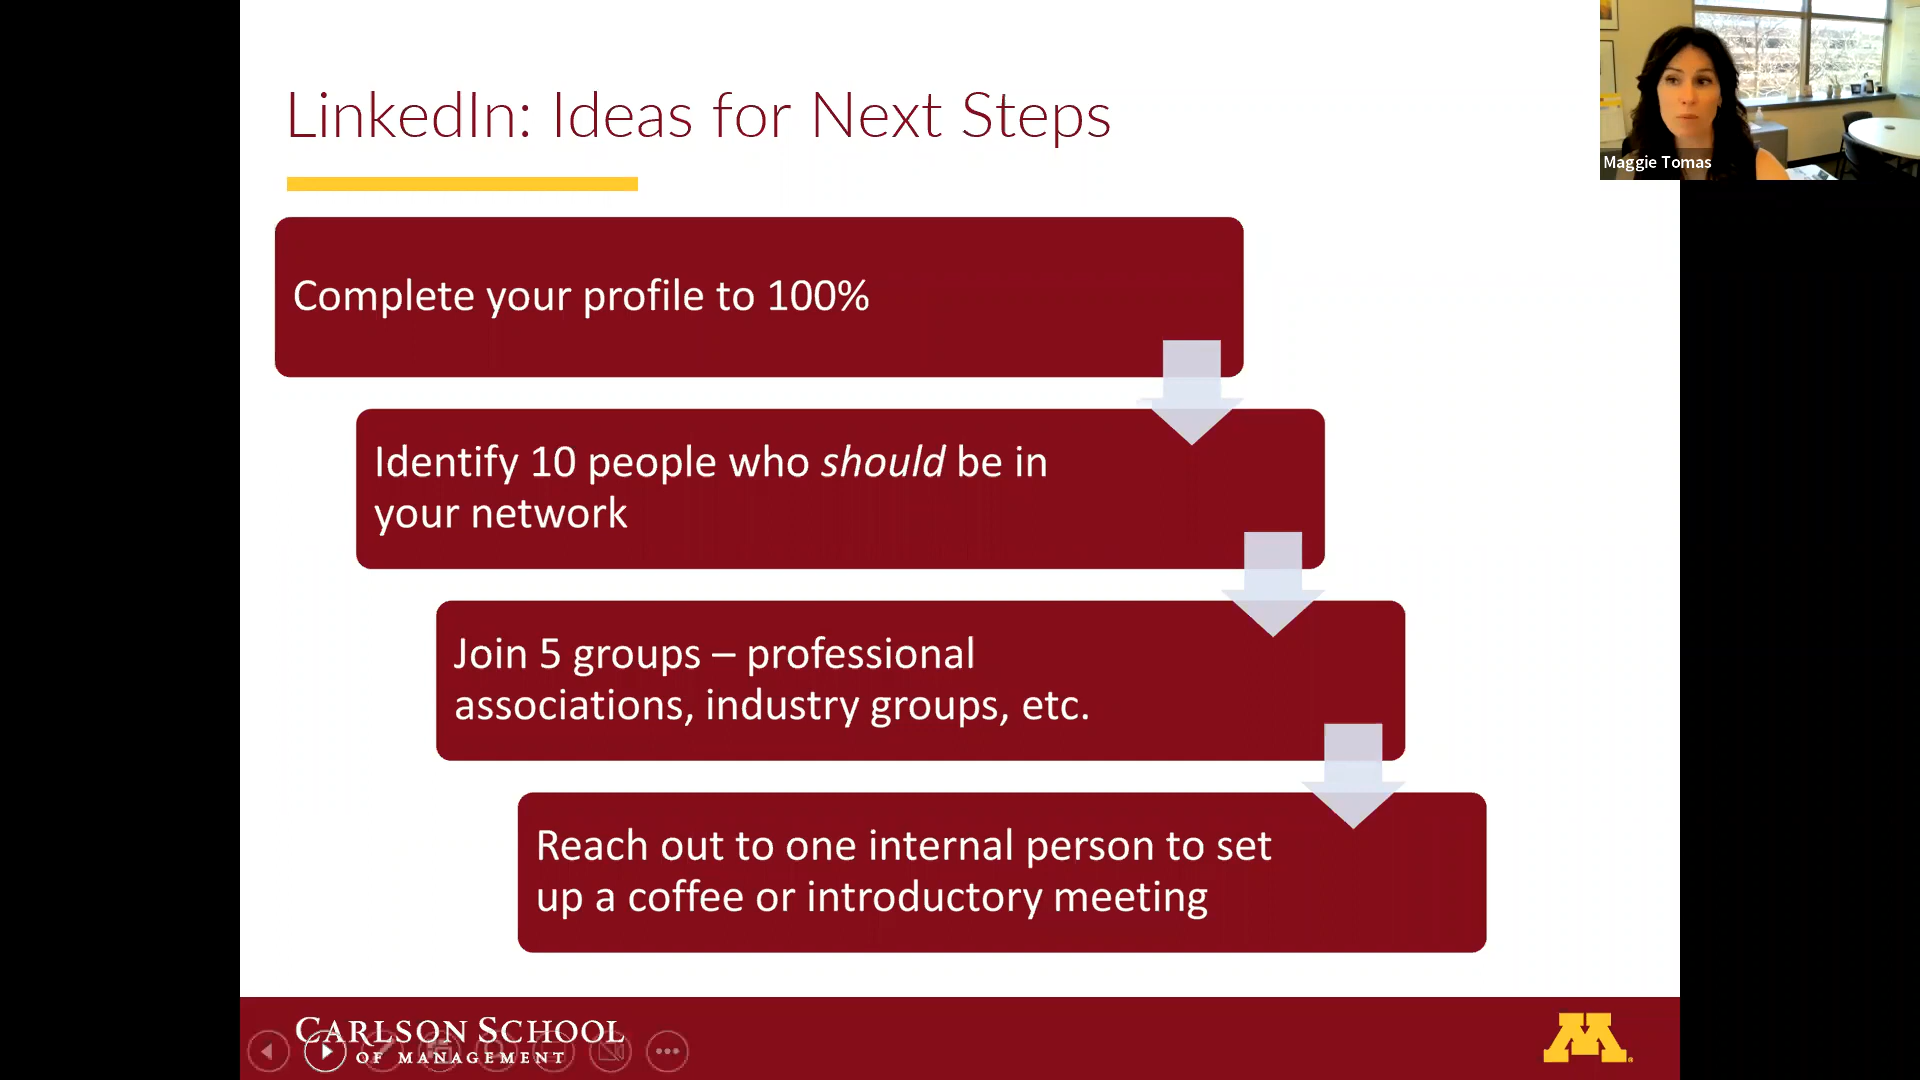 LinkedIn: Ideas for Next Steps
Maggie Tomas
Complete your profile to 100%
Identify 10 people who should be in
your network
Join 5 groups – professional
associations, industry groups, etc.
Reach out to one internal person to set
up a coffee or introductory meeting
CARLSON SCHOOL
OF MANAGEMENT
M